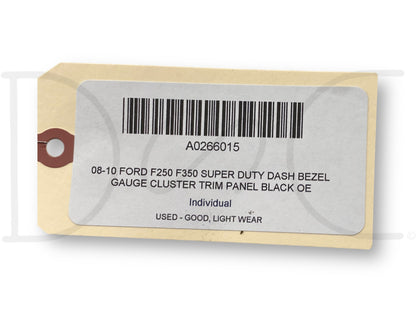 A0266015
08-10 FORD F250 F350 SUPER DUTY DASH BEZEL
GAUGE CLUSTER TRIM PANEL BLACK OE
Individual
USED - GOOD, LIGHT WEAR